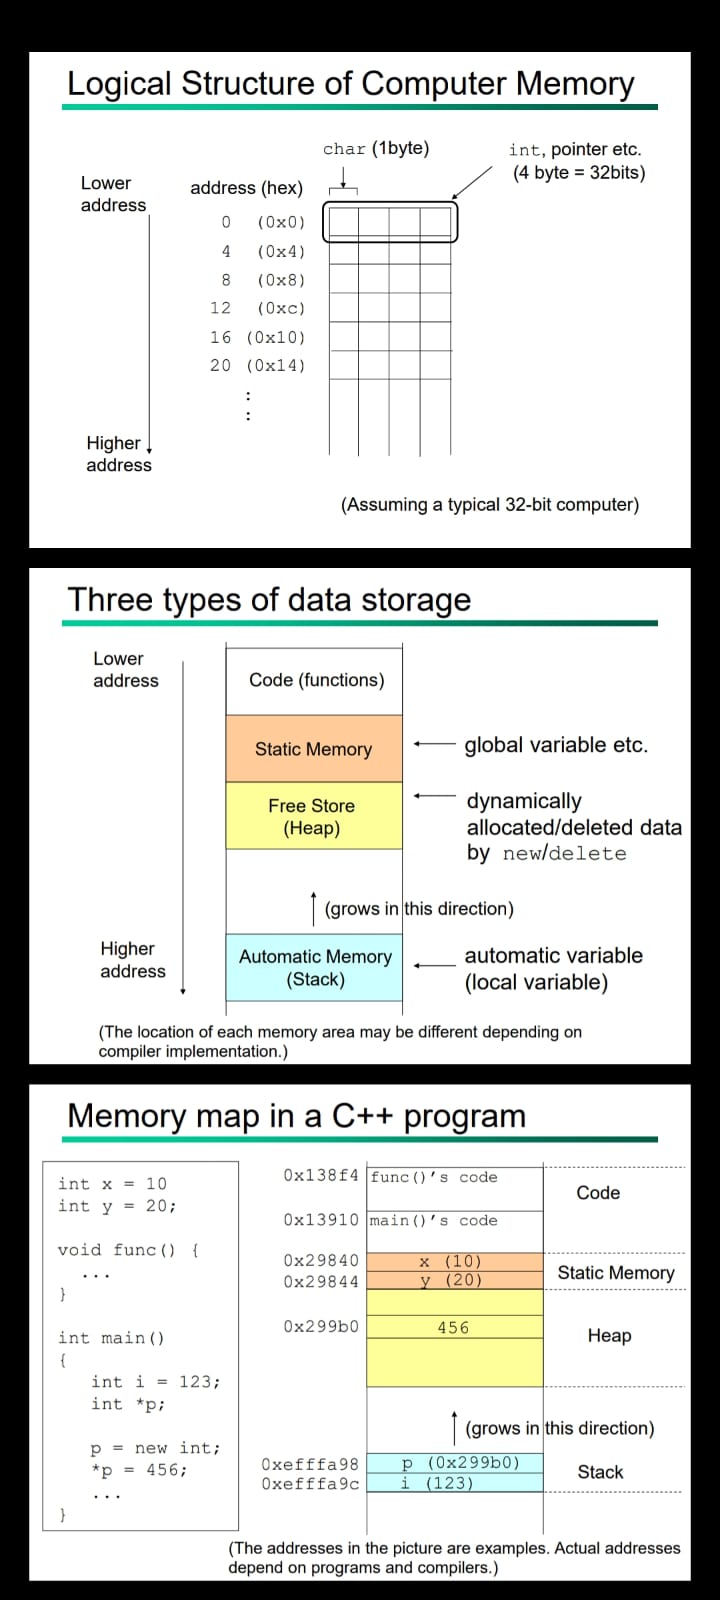 Logical Structure of Computer Memory
char (1byte)
int, pointer etc.
(4 byte = 32bits)
Lower
address
address (hex)
0 (0x0)
4 (0x4)
8 (0x8)
12 (0xc)
16 (0x10)
20 (0x14)
:
:
Higher
address
(Assuming a typical 32-bit computer)
Three types of data storage
Lower
address
Code (functions)
Static Memory
global variable etc.
Free Store
(Heap)
dynamically
allocated/deleted data
by new/delete
(grows in this direction)
Higher
address
Automatic Memory
(Stack)
automatic variable
(local variable)
(The location of each memory area may be different depending on
compiler implementation.)
Memory map in a C++ program
int x = 10
int y = 20;
void func() {
...
}
int main()
{
int i = 123;
int *p;
p = new int;
*p = 456;
...
}
0x138f4 func()'s code
0x13910 main()'s code
Code
0x29840 x (10)
0x29844 y (20)
Static Memory
0x299b0 456
Heap
(grows in this direction)
0xefffa98 p (0x299b0)
0xefffa9c i (123)
Stack
(The addresses in the picture are examples. Actual addresses
depend on programs and compilers.)